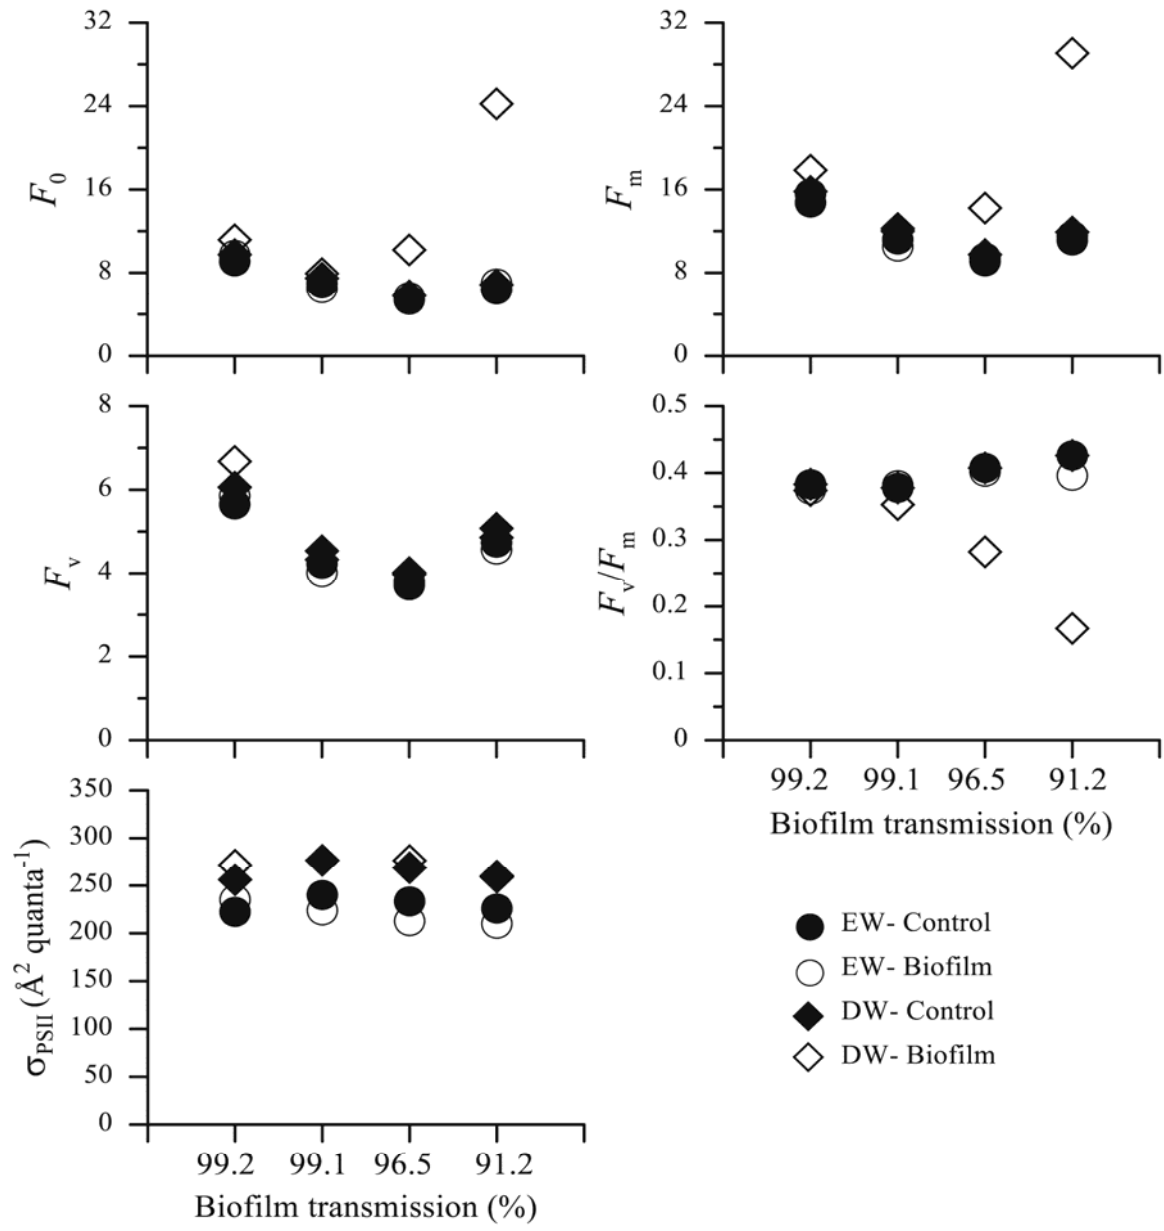 32
24
16
8
0
F0
32
24
16
8
0
Fm
8
6
4
2
0
Fv
0.5
0.4
0.3
0.2
0.1
0
Fv/Fm
99.2 99.1 96.5 91.2
Biofilm transmission (%)
350
300
250
200
150
100
50
0
σPSII (Å² quanta⁻¹)
99.2 99.1 96.5 91.2
Biofilm transmission (%)
EW- Control
EW- Biofilm
DW- Control
DW- Biofilm